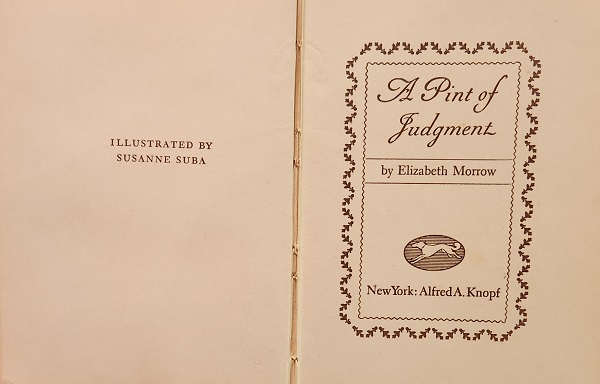 ILLUSTRATED BY
SUSANNE SUBA
A Pint of
Judgment
by Elizabeth Morrow
New York: Alfred A. Knopf